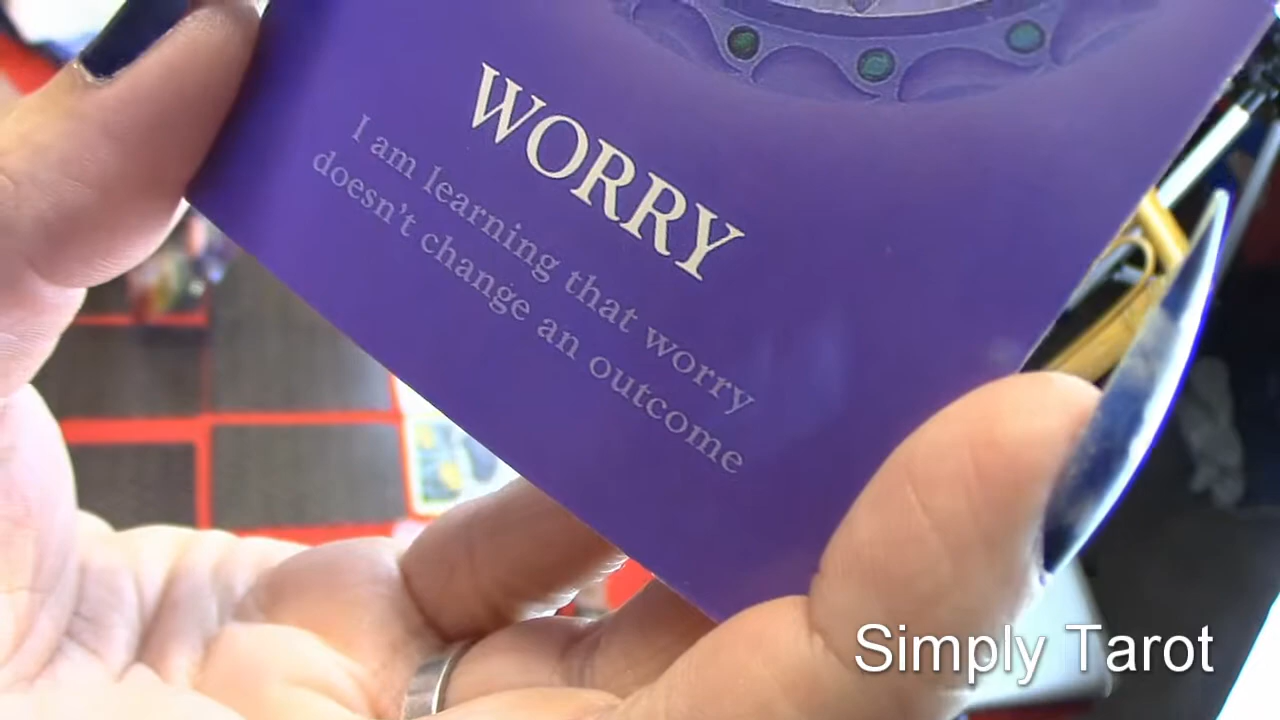 WORRY
I am learning that worry
doesn't change an outcome
Simply Tarot